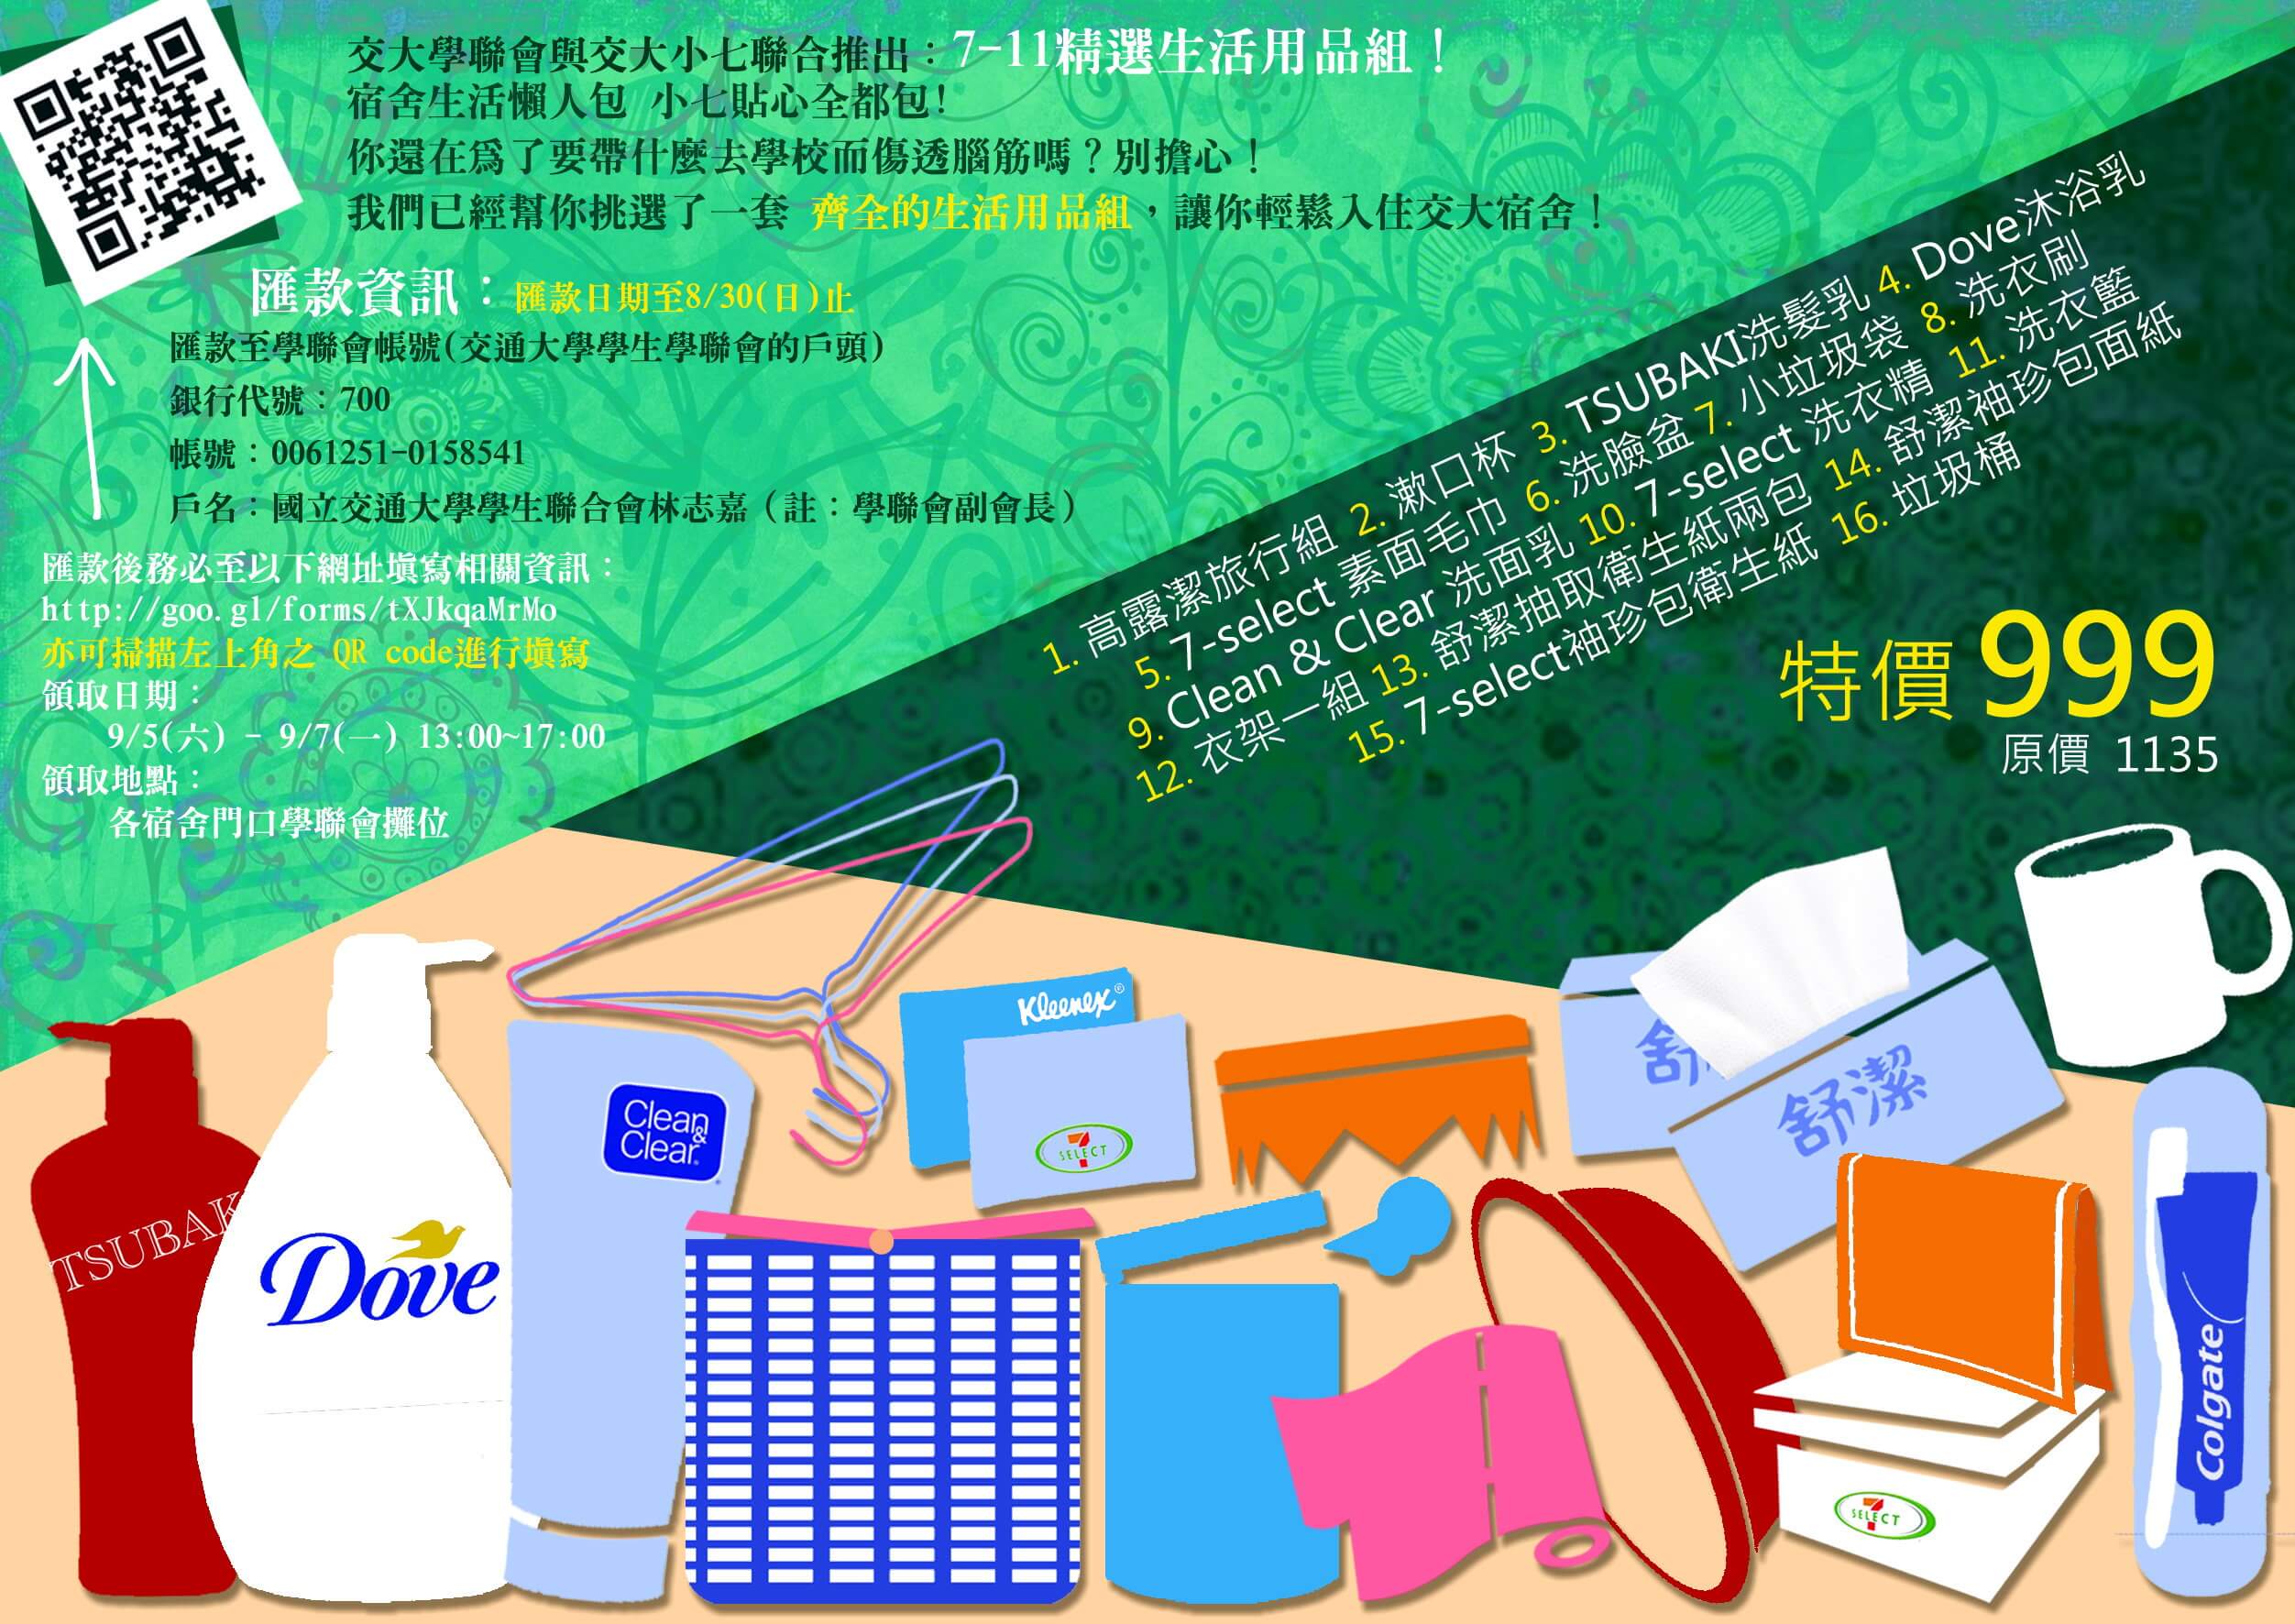 交大學聯會與交大小七聯合推出：7-11精選生活用品組！
宿舍生活懶人包 小七貼心全都包！
你還在為了要帶什麼去學校而傷透腦筋嗎？別擔心！
我們已經幫你挑選了一套 齊全的生活用品組，讓你輕鬆入住交大宿舍！
匯款資訊：匯款日期至8/30(日)止
匯款至學聯會帳號(交通大學學生學聯會的戶頭)
銀行代號：700
帳號：0061251-0158541
戶名：國立交通大學學生聯合會林志嘉（註：學聯會副會長）
匯款後務必至以下網址填寫相關資訊：
http://goo.gl/forms/tXJkqaMrMo
亦可掃描左上角之 QR code進行填寫
領取日期：
9/5(六) - 9/7(一) 13:00~17:00
領取地點：
各宿舍門口學聯會攤位
1. 高露潔旅行組 2. 漱口杯 3. TSUBAKI洗髮乳 4. Dove沐浴乳
5. 7-select 素面毛巾 6. 洗臉盆 7. 小垃圾袋 8. 洗衣刷
9. Clean & Clear 洗面乳 10. 7-select 洗衣精 11. 洗衣籃
12. 衣架一組 13. 舒潔抽取衛生紙兩包 14. 舒潔袖珍包面紙
15. 7-select袖珍包衛生紙 16. 垃圾桶
特價 999
原價 1135
TSUBAK
Dove
Clean & Clear
Kleenex®
7 SELECT
舒
舒潔
7 SELECT
Colgate